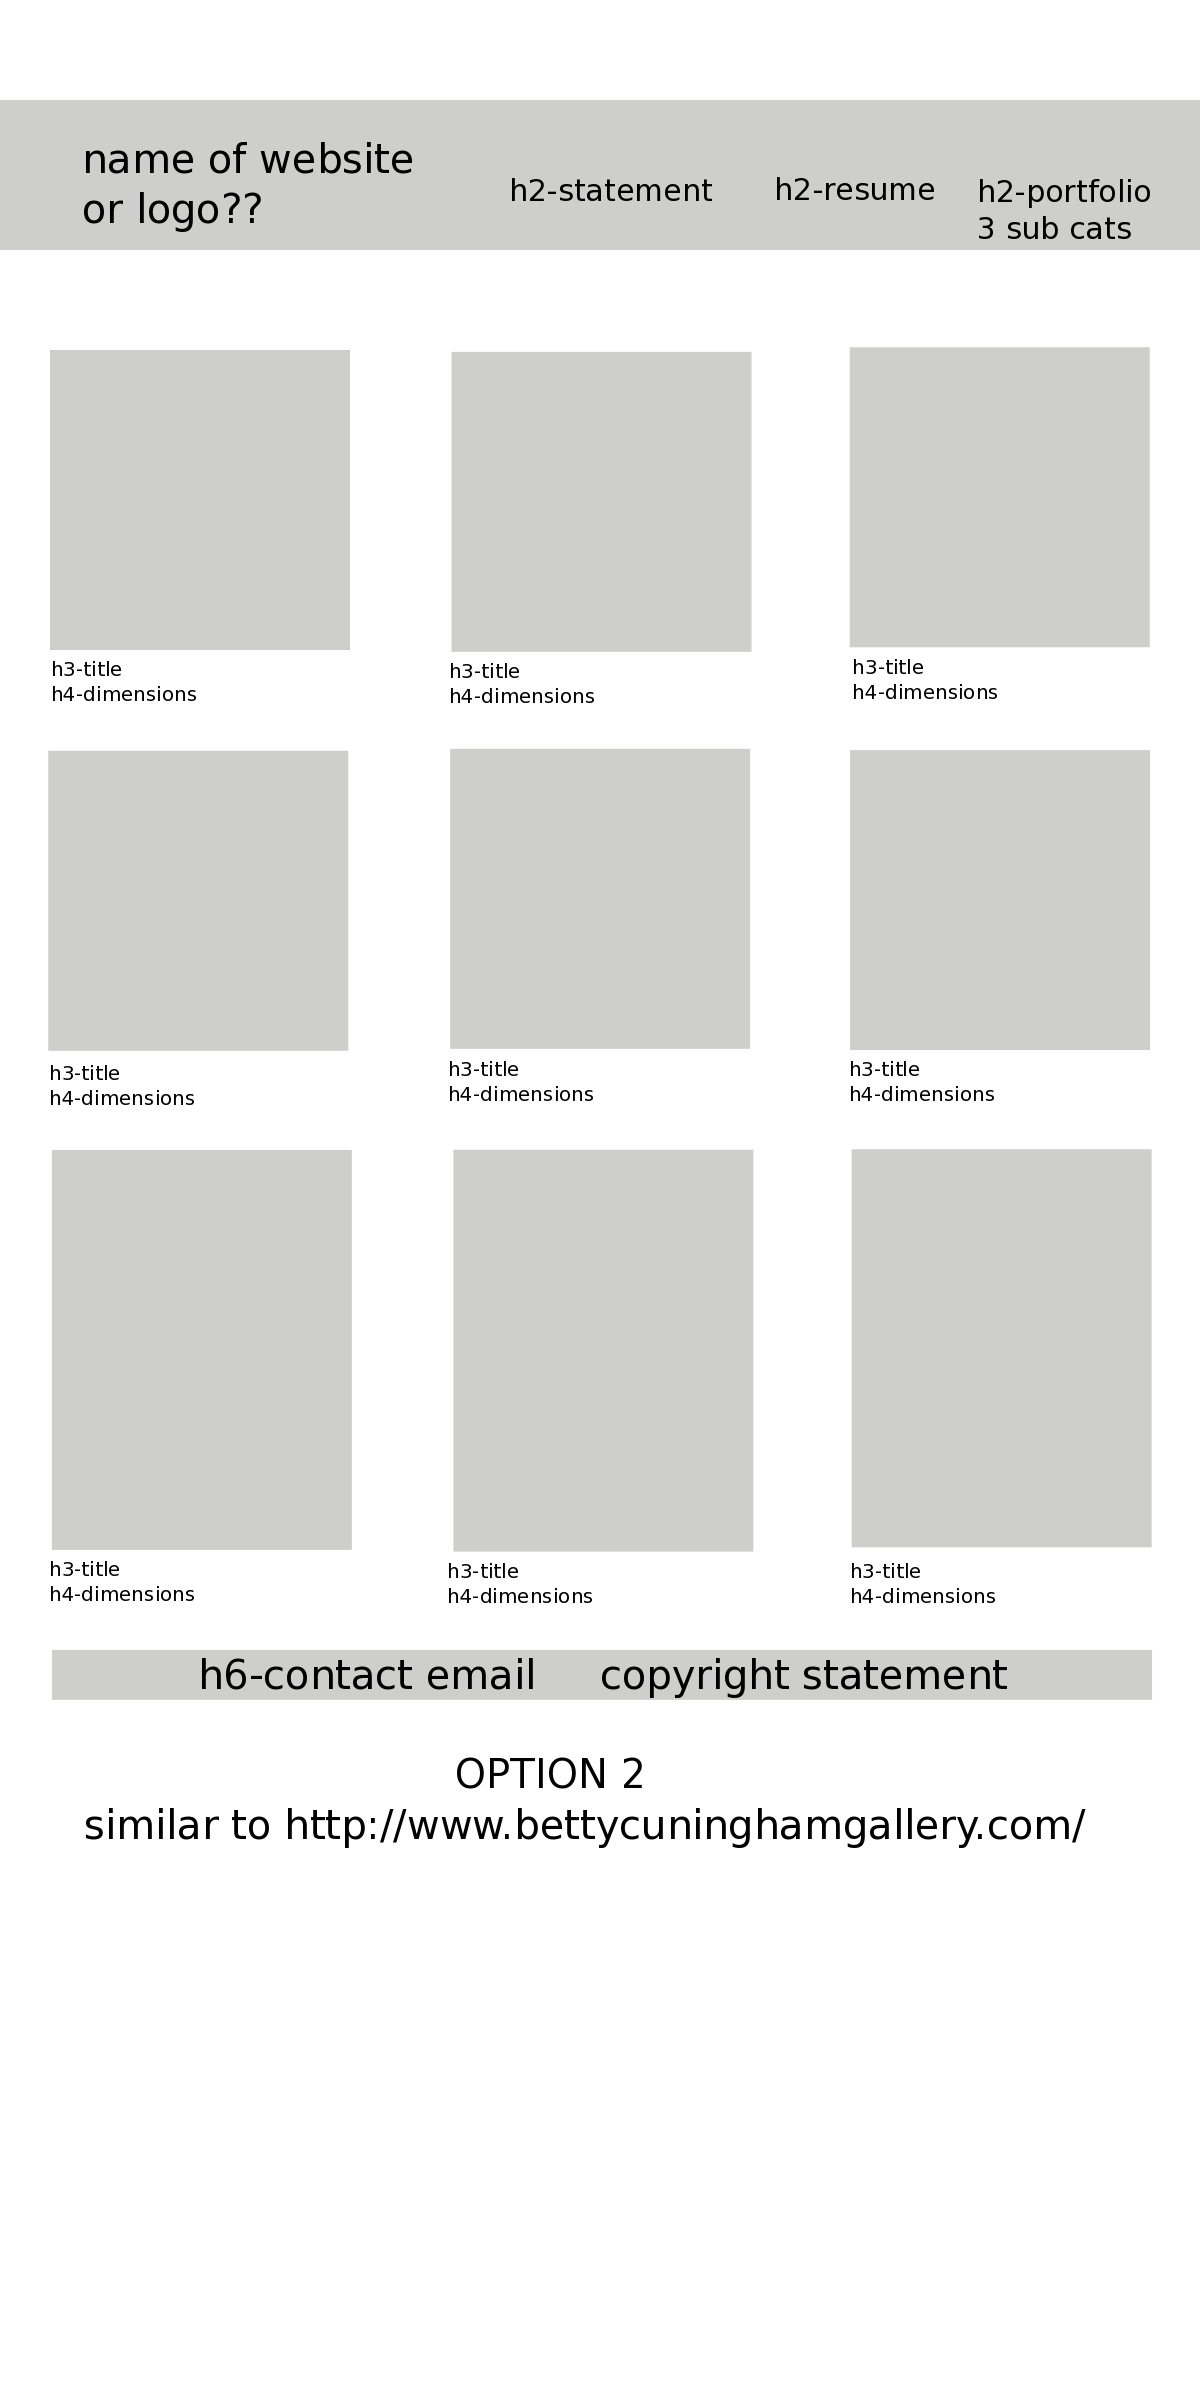 name of website
or logo??
h2-statement
h2-resume
h2-portfolio
3 sub cats
h3-title
h4-dimensions
h3-title
h4-dimensions
h3-title
h4-dimensions
h3-title
h4-dimensions
h3-title
h4-dimensions
h3-title
h4-dimensions
h3-title
h4-dimensions
h3-title
h4-dimensions
h3-title
h4-dimensions
h6-contact email
copyright statement
OPTION 2
similar to http://www.bettycuninghamgallery.com/